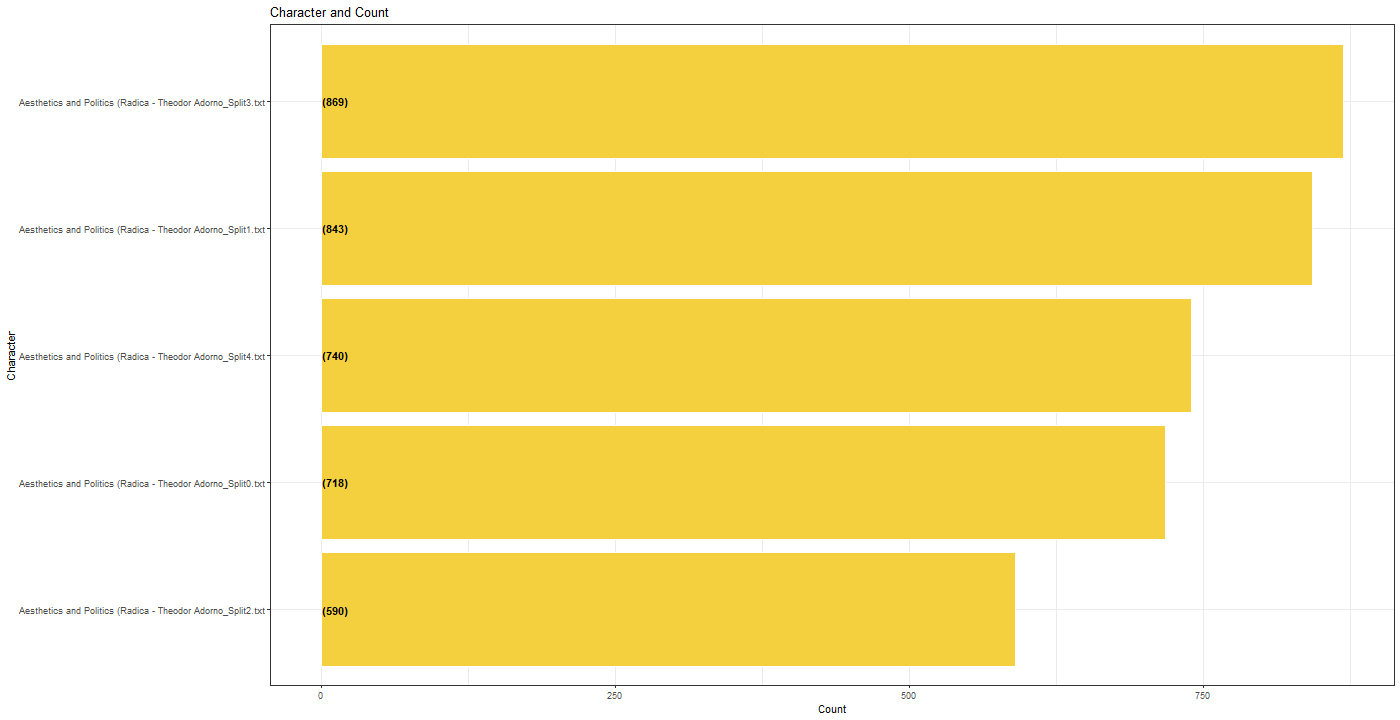 Character and Count
Aesthetics and Politics (Radica - Theodor Adorno_Split3.txt
(869)
Aesthetics and Politics (Radica - Theodor Adorno_Split1.txt
(843)
Aesthetics and Politics (Radica - Theodor Adorno_Split4.txt
(740)
Aesthetics and Politics (Radica - Theodor Adorno_Split0.txt
(718)
Aesthetics and Politics (Radica - Theodor Adorno_Split2.txt
(590)
Character
0 250 500 750
Count